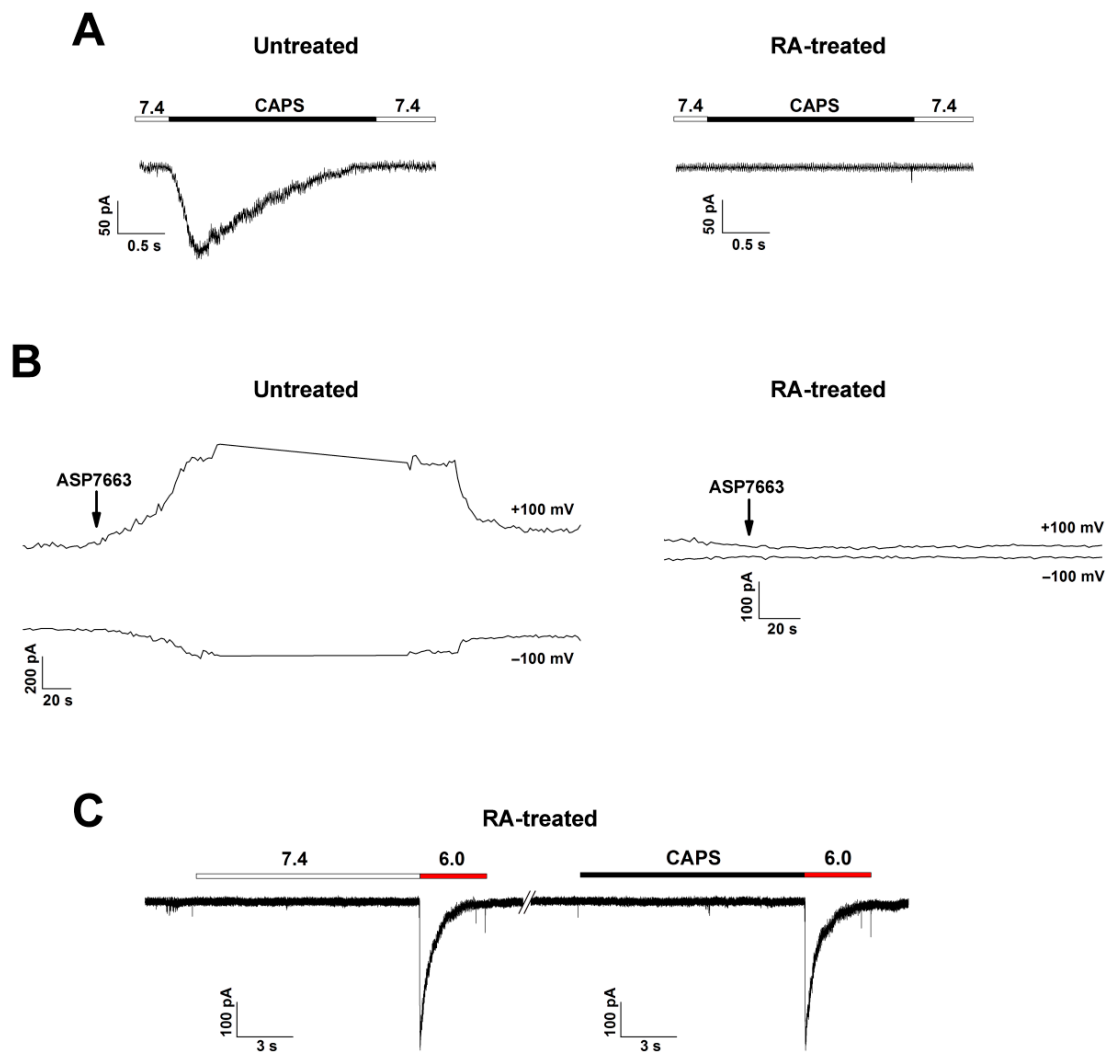 A
Untreated
RA-treated
7.4 CAPS 7.4
7.4 CAPS 7.4
50 pA
0.5 s
50 pA
0.5 s
B
Untreated
RA-treated
ASP7663
+100 mV
–100 mV
200 pA
20 s
ASP7663
+100 mV
–100 mV
100 pA
20 s
C
RA-treated
7.4 6.0 CAPS 6.0
100 pA
3 s
100 pA
3 s